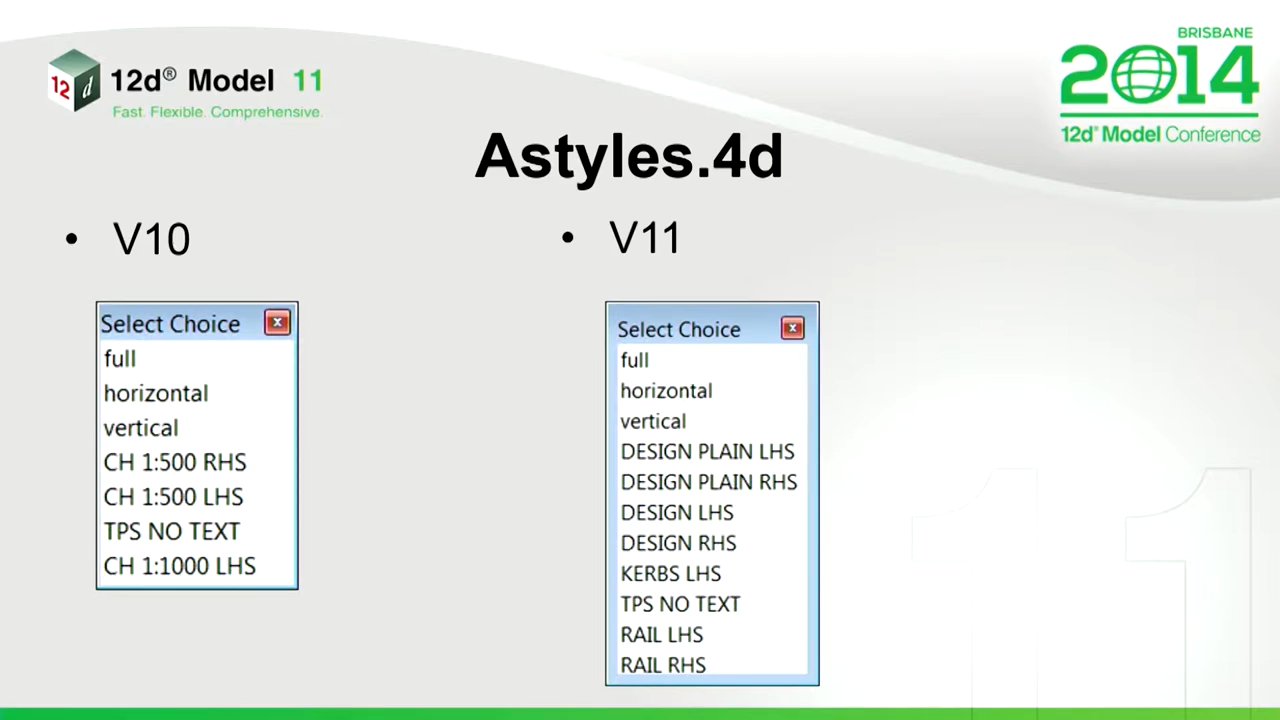 BRISBANE
2014
12d® Model Conference
12 d
12d® Model 11
Fast. Flexible. Comprehensive.
Astyles.4d
• V10
Select Choice
full
horizontal
vertical
CH 1:500 RHS
CH 1:500 LHS
TPS NO TEXT
CH 1:1000 LHS
• V11
Select Choice
full
horizontal
vertical
DESIGN PLAIN LHS
DESIGN PLAIN RHS
DESIGN LHS
DESIGN RHS
KERBS LHS
TPS NO TEXT
RAIL LHS
RAIL RHS
11